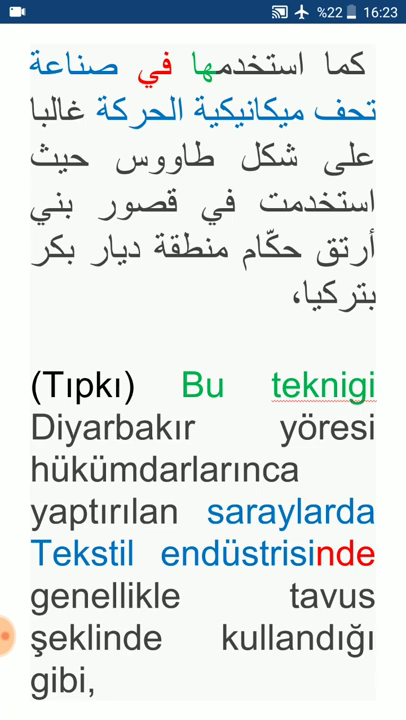 %22 16:23
كما استخدمها في صناعة
تحف ميكانيكية الحركة غالبا
على شكل طاووس حيث
استخدمت في قصور بني
أرتق حكّام منطقة ديار بكر
بتركيا،
(Tıpkı) Bu teknigi
Diyarbakır yöresi
hükümdarlarınca
yaptırılan saraylarda
Tekstil endüstrisinde
genellikle tavus
şeklinde kullandığı
gibi,